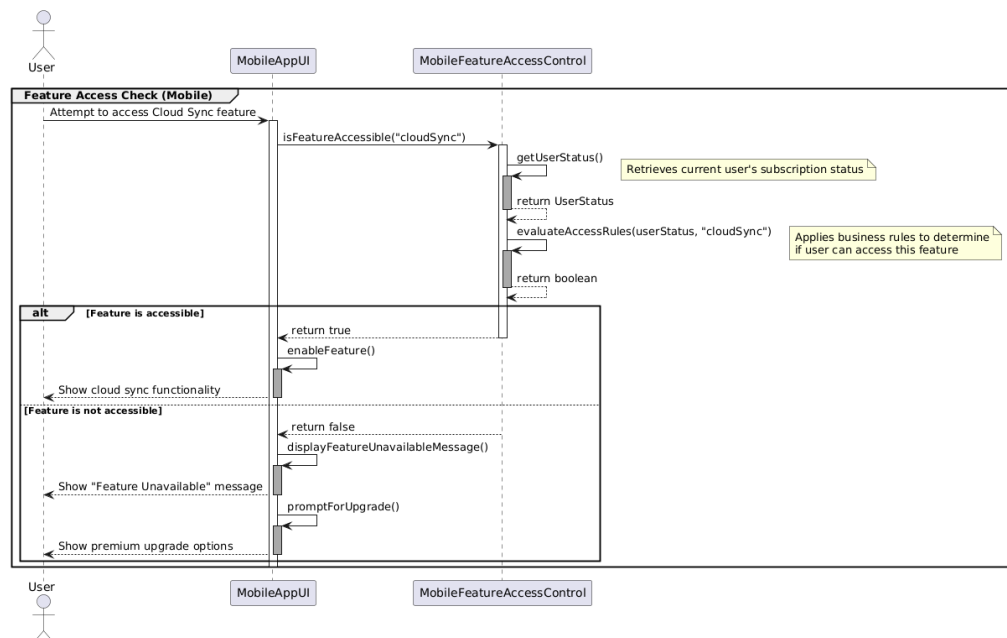 User
MobileAppUI
MobileFeatureAccessControl
Feature Access Check (Mobile)
Attempt to access Cloud Sync feature
isFeatureAccessible("cloudSync")
getUserStatus()
Retrieves current user's subscription status
return UserStatus
evaluateAccessRules(userStatus, "cloudSync")
Applies business rules to determine
if user can access this feature
return boolean
alt
[Feature is accessible]
return true
enableFeature()
Show cloud sync functionality
[Feature is not accessible]
return false
displayFeatureUnavailableMessage()
Show "Feature Unavailable" message
promptForUpgrade()
Show premium upgrade options
User
MobileAppUI
MobileFeatureAccessControl